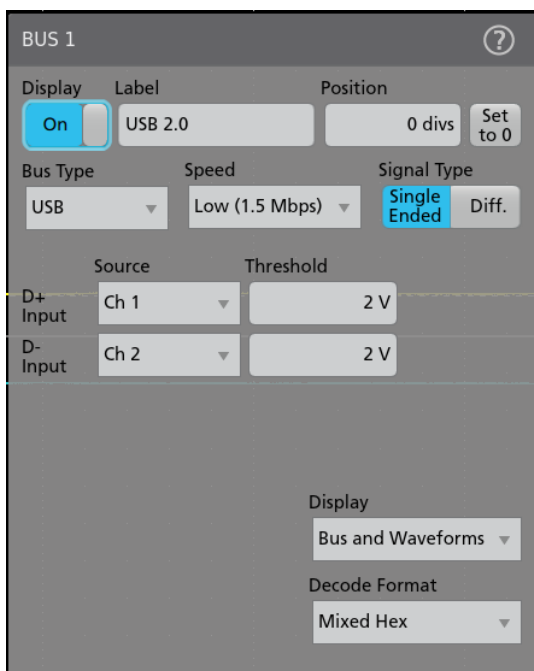 BUS 1 ?
Display Label Position
On USB 2.0 0 divs Set
to 0
Bus Type Speed Signal Type
USB Low (1.5 Mbps) Single
Ended Diff.
Source Threshold
D+
Input Ch 1 2 V
D-
Input Ch 2 2 V
Display
Bus and Waveforms
Decode Format
Mixed Hex